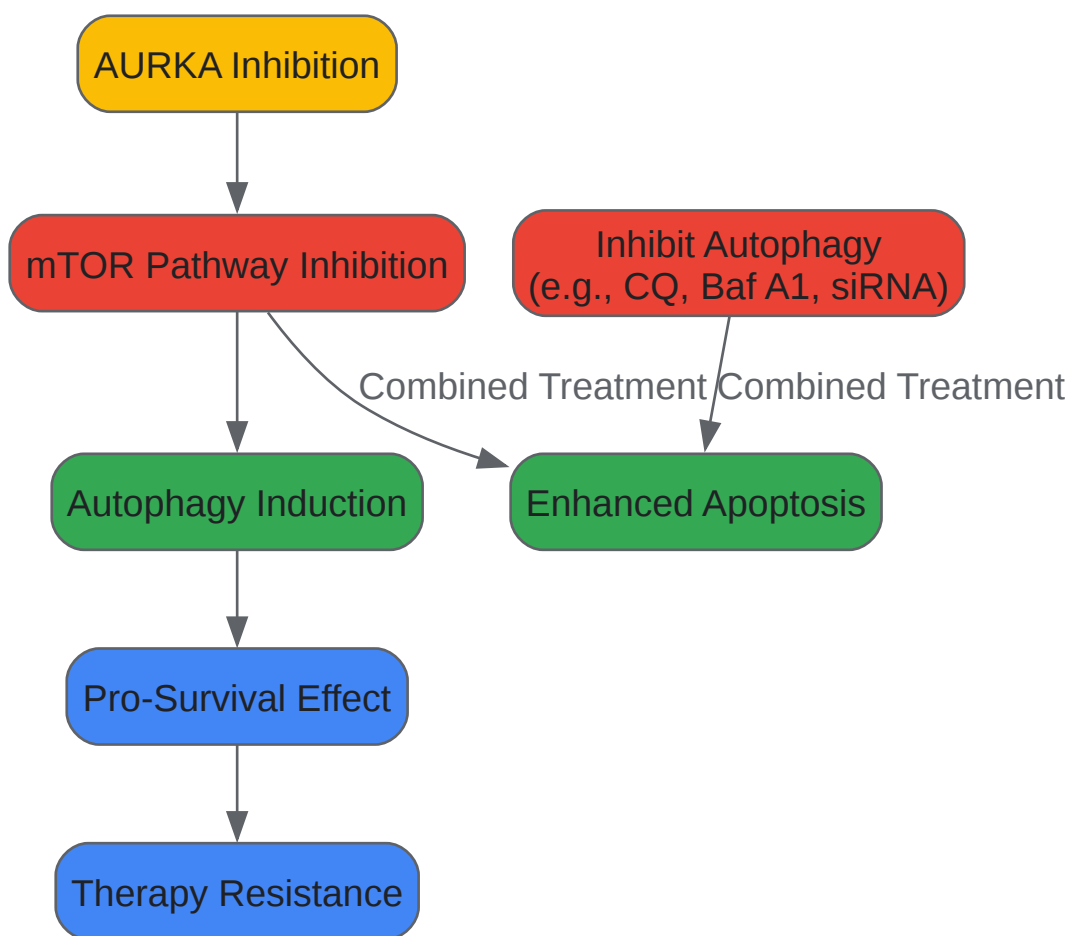 AURKA Inhibition
mTOR Pathway Inhibition
Inhibit Autophagy
(e.g., CQ, Baf A1, siRNA)
Combined Treatment
Combined Treatment
Autophagy Induction
Enhanced Apoptosis
Pro-Survival Effect
Therapy Resistance